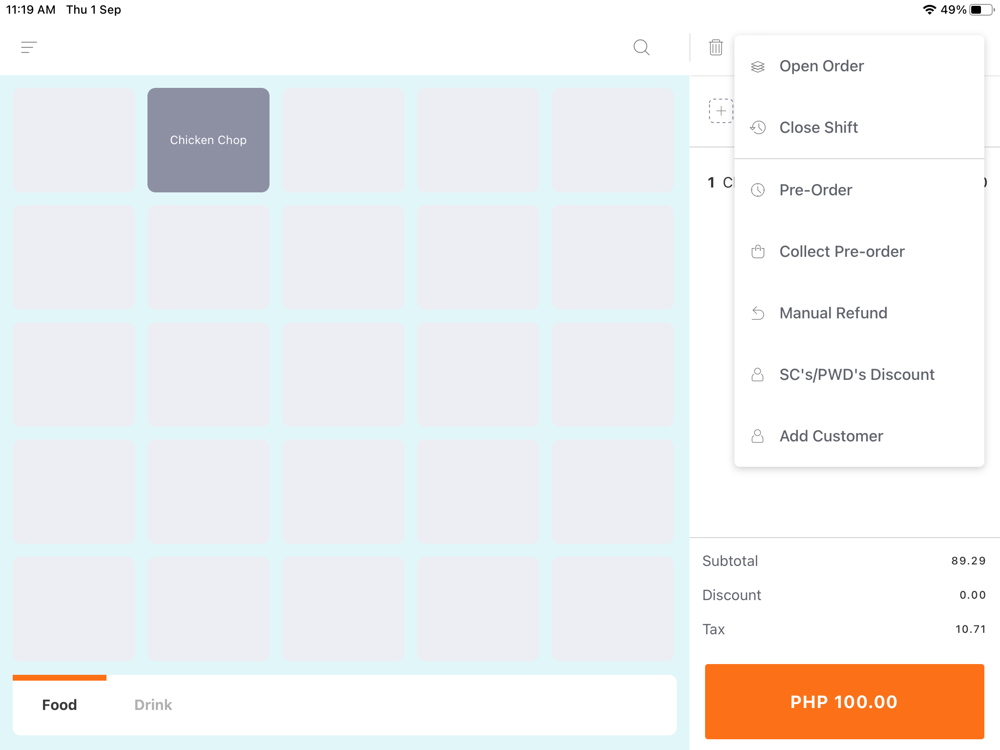 11:19 AM Thu 1 Sep 49%
Open Order
Close Shift
Chicken Chop
1
Pre-Order
Collect Pre-order
Manual Refund
SC's/PWD's Discount
Add Customer
Subtotal 89.29
Discount 0.00
Tax 10.71
Food Drink
PHP 100.00